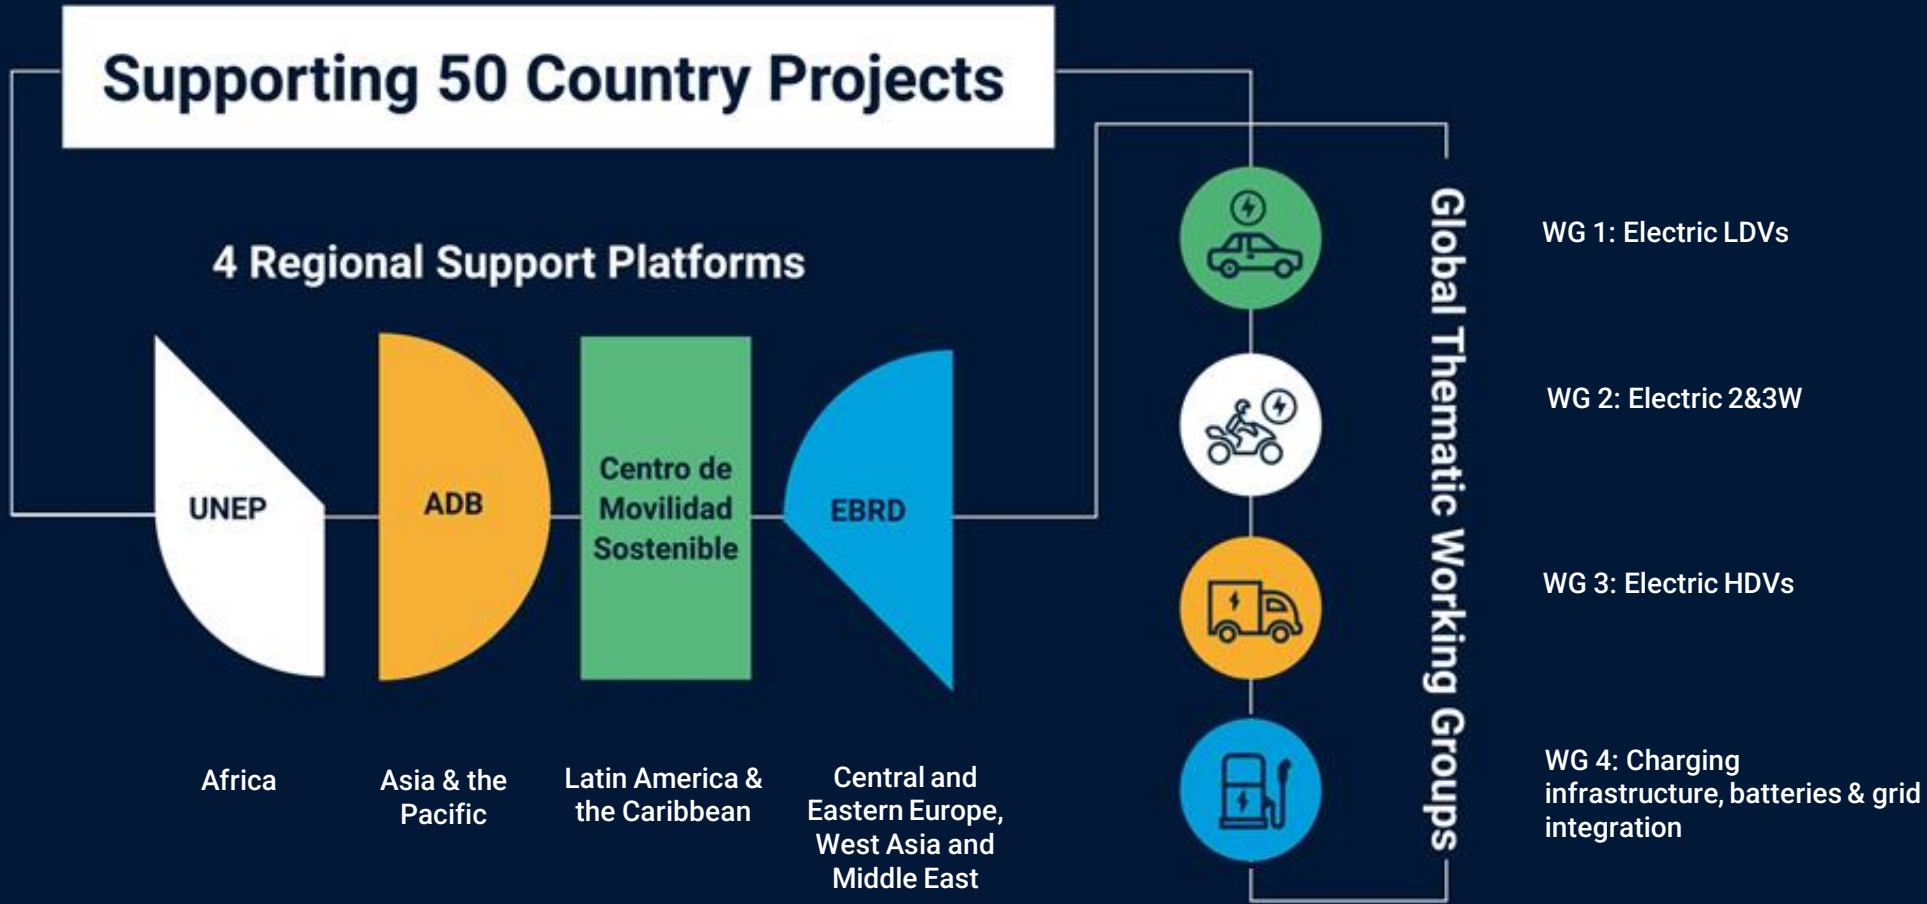 Supporting 50 Country Projects
4 Regional Support Platforms
UNEP
ADB
Centro de
Movilidad
Sostenible
EBRD
Africa
Asia & the
Pacific
Latin America &
the Caribbean
Central and
Eastern Europe,
West Asia and
Middle East
Global Thematic Working Groups
WG 1: Electric LDVs
WG 2: Electric 2&3W
WG 3: Electric HDVs
WG 4: Charging
infrastructure, batteries & grid
integration